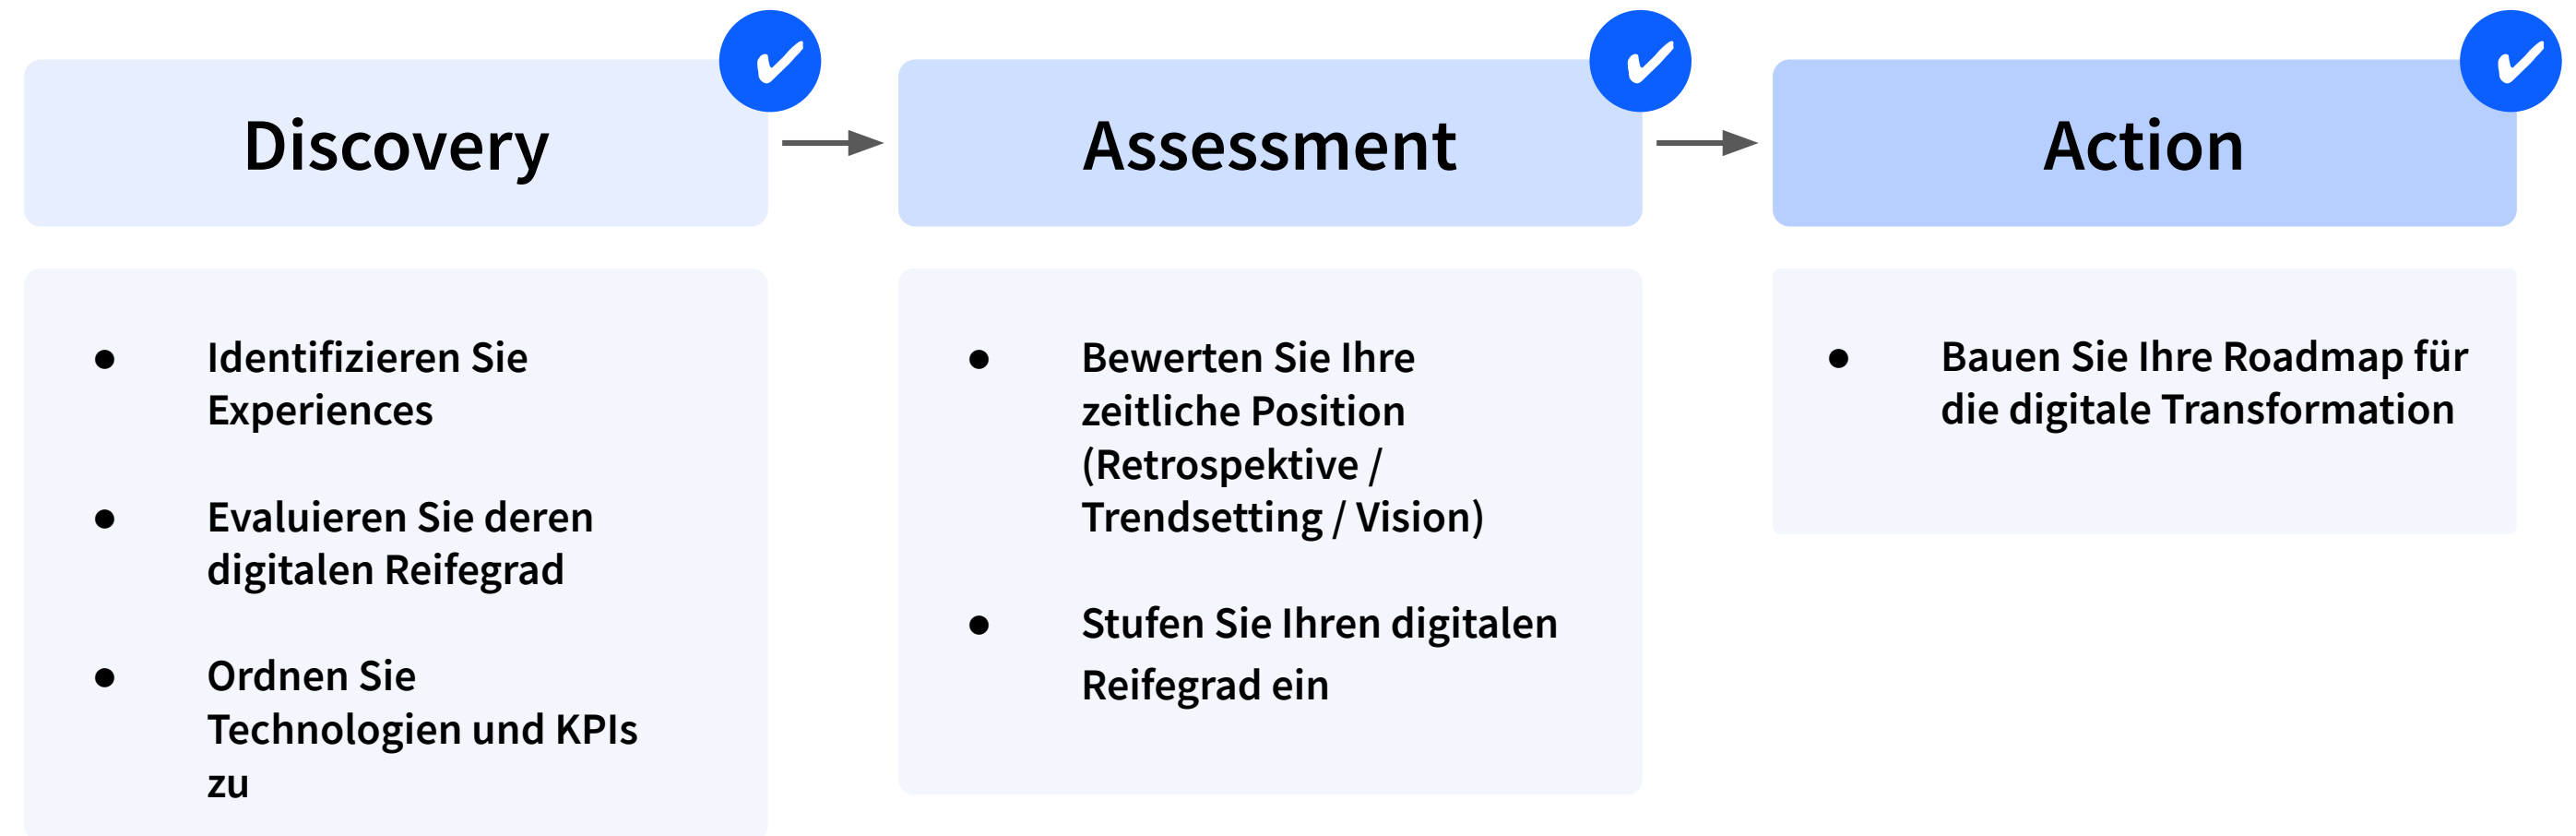 Discovery
Assessment
Action
● Identifizieren Sie
Experiences
● Evaluieren Sie deren
digitalen Reifegrad
● Ordnen Sie
Technologien und KPIs
zu
● Bewerten Sie Ihre
zeitliche Position
(Retrospektive /
Trendsetting / Vision)
● Stufen Sie Ihren digitalen
Reifegrad ein
● Bauen Sie Ihre Roadmap für
die digitale Transformation